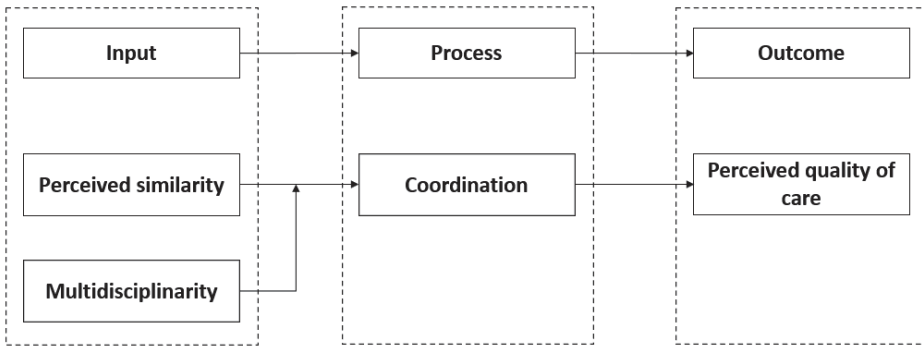 Input
Process
Outcome
Perceived similarity
Coordination
Perceived quality of
care
Multidisciplinarity